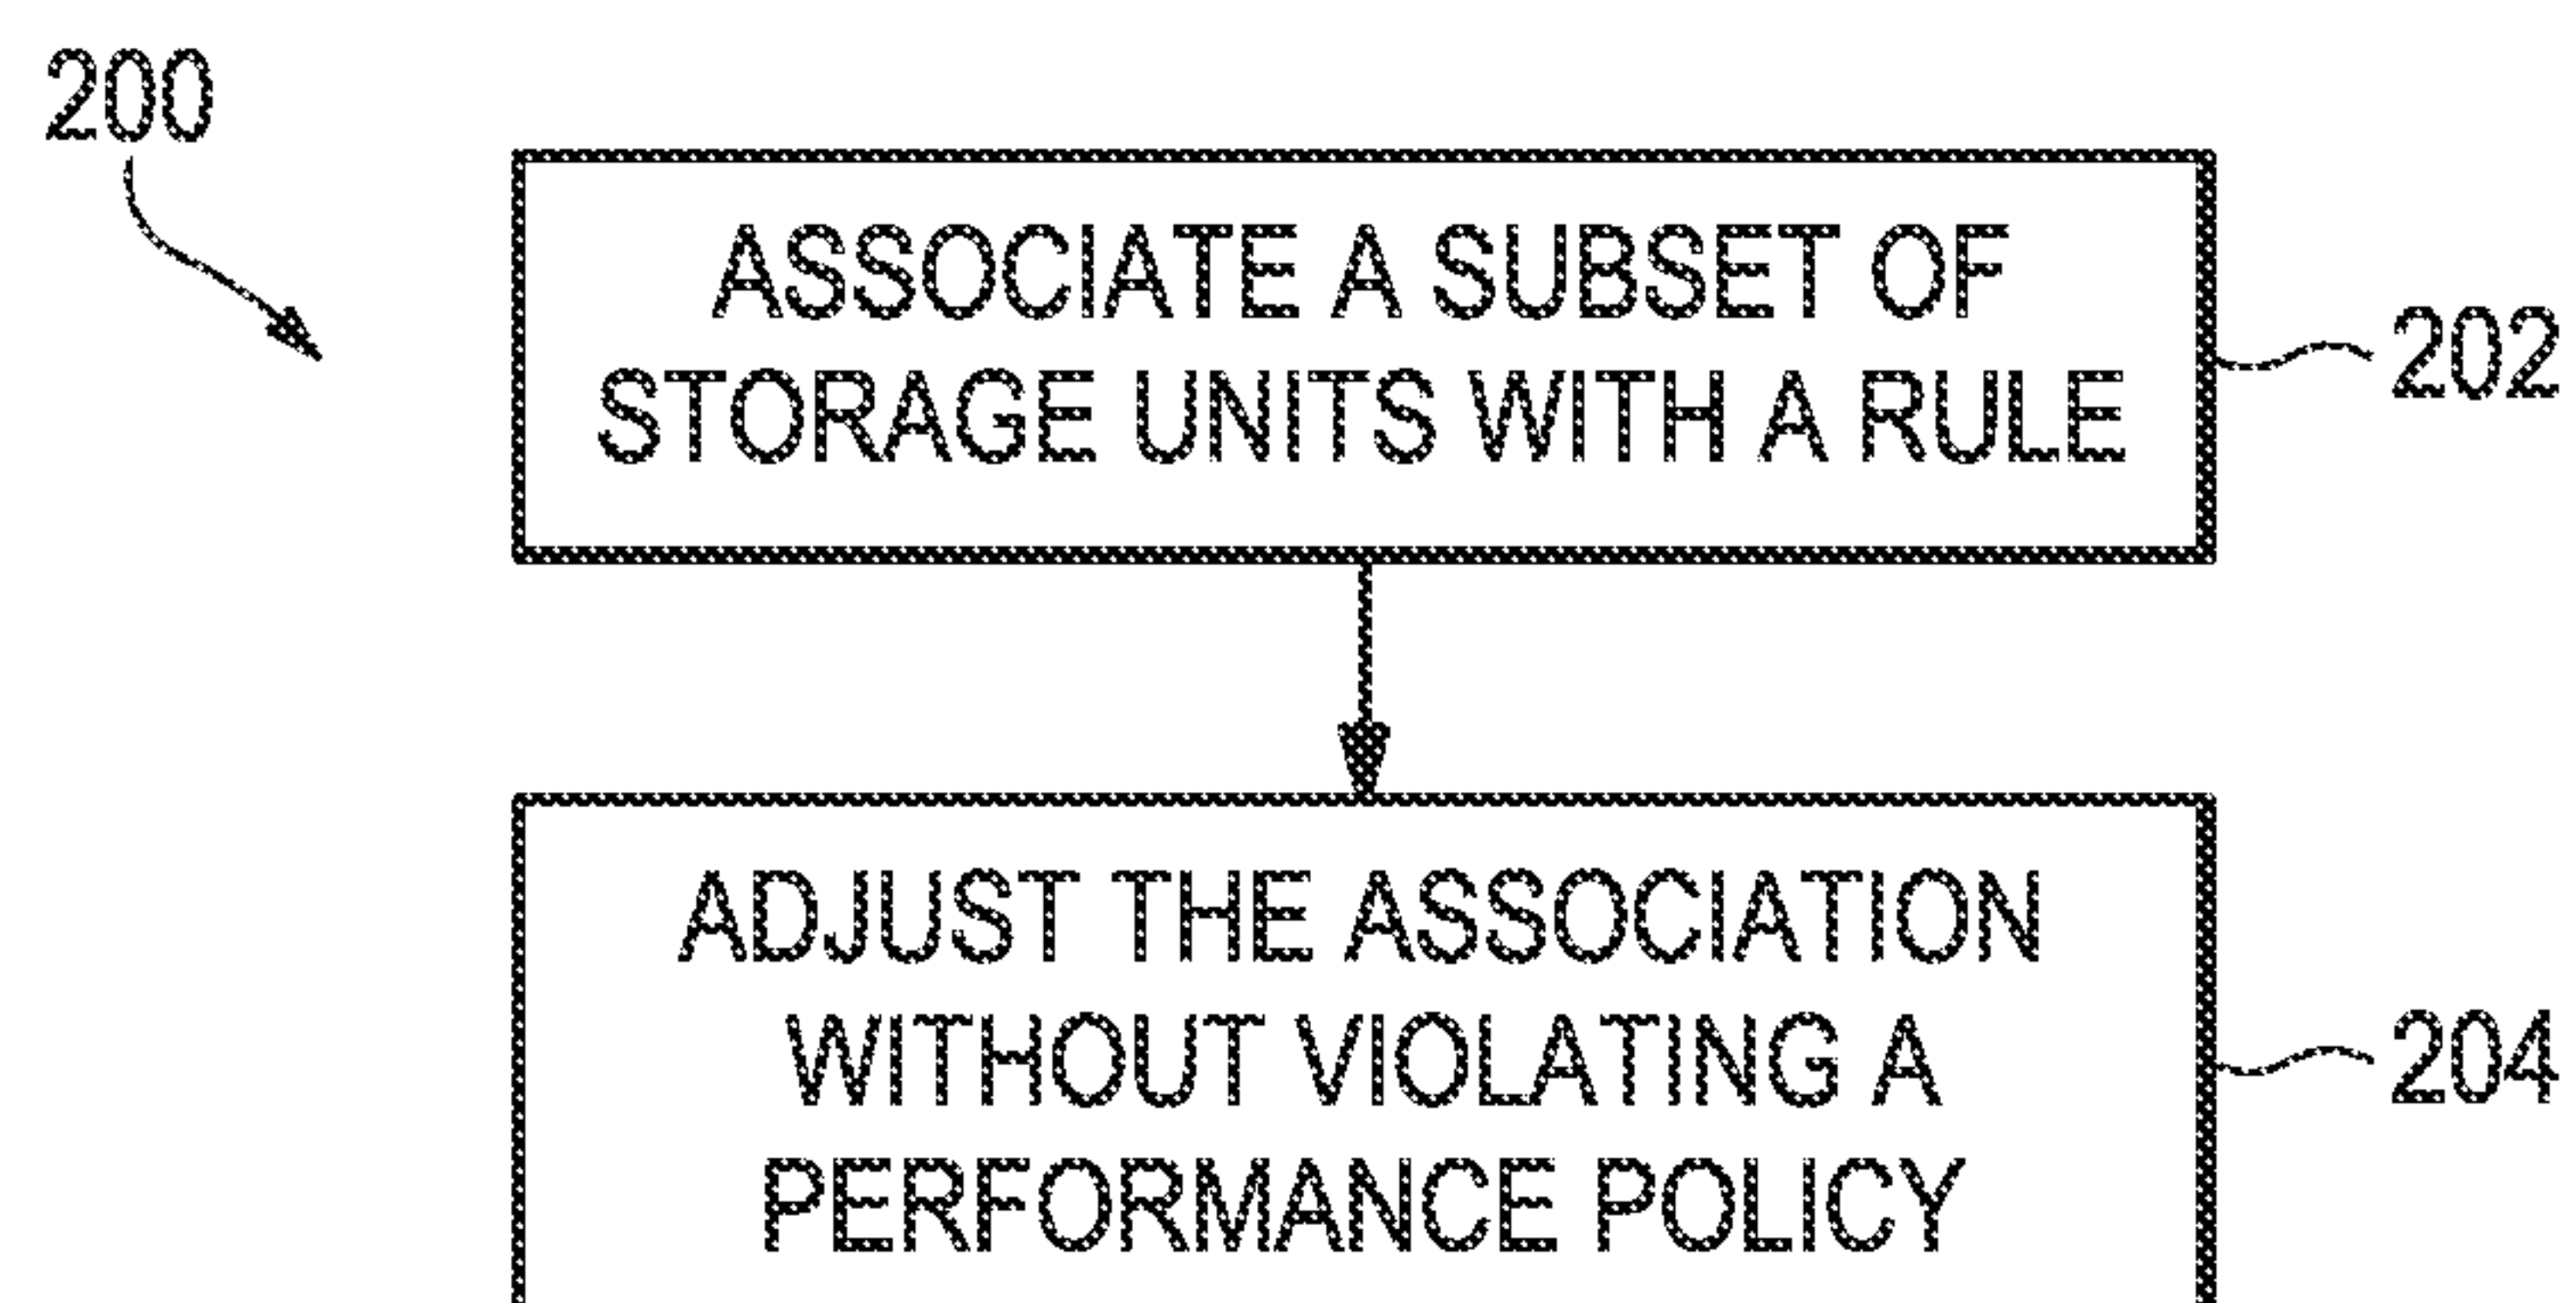 200
ASSOCIATE A SUBSET OF
STORAGE UNITS WITH A RULE
202
ADJUST THE ASSOCIATION
WITHOUT VIOLATING A
PERFORMANCE POLICY
204